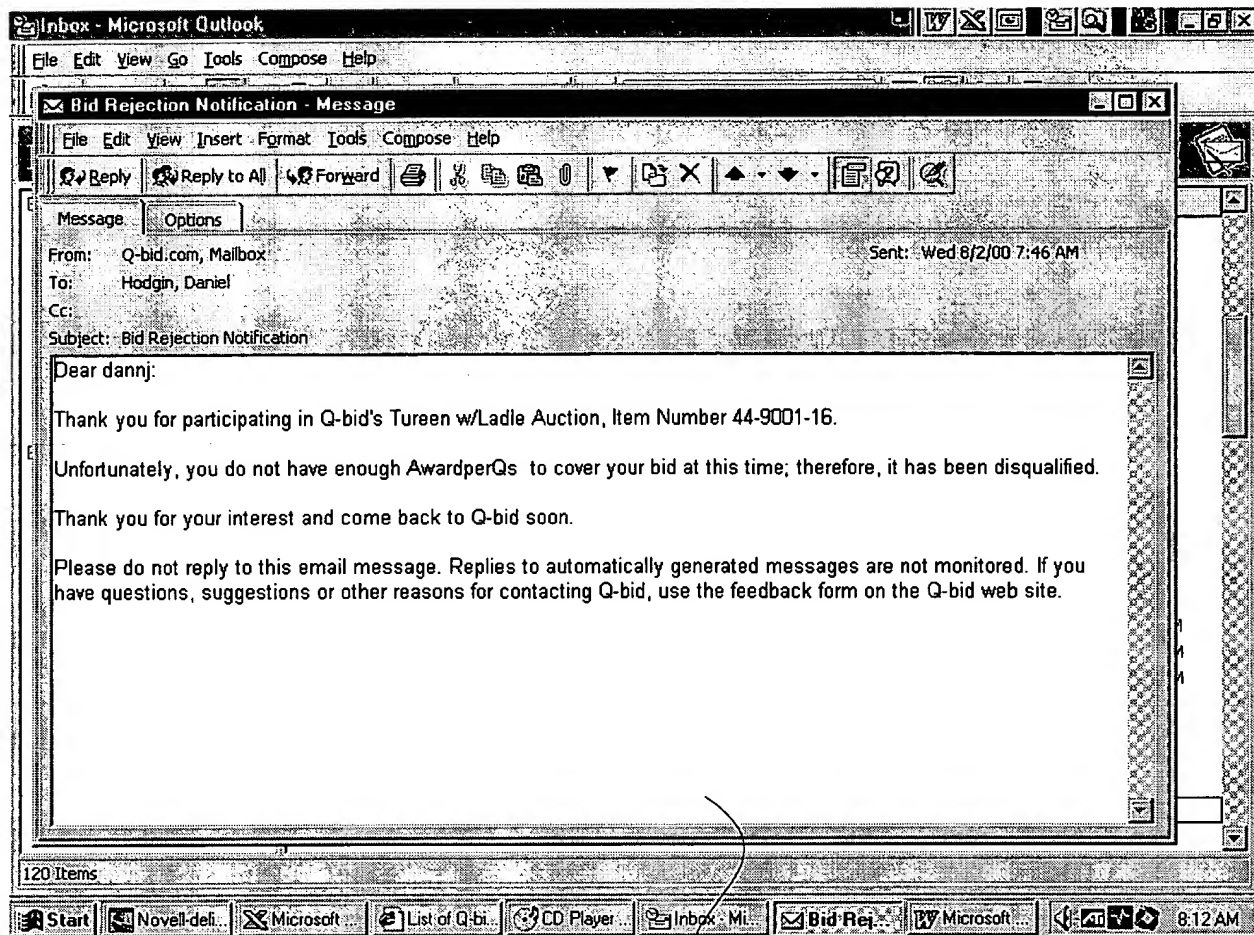 Inbox - Microsoft Outlook
File Edit View Go Tools Compose Help
Bid Rejection Notification - Message
File Edit View Insert Format Tools Compose Help
Reply Reply to All Forward
Message Options
From: Q-bid.com, Mailbox Sent: Wed 8/2/00 7:46 AM
To: Hodgin, Daniel
Cc:
Subject: Bid Rejection Notification
Dear dannj:
Thank you for participating in Q-bid's Tureen w/Ladle Auction, Item Number 44-9001-16.
Unfortunately, you do not have enough AwardperQs to cover your bid at this time; therefore, it has been disqualified.
Thank you for your interest and come back to Q-bid soon.
Please do not reply to this email message. Replies to automatically generated messages are not monitored. If you
have questions, suggestions or other reasons for contacting Q-bid, use the feedback form on the Q-bid web site.
120 Items
Start Novell-deli... Microsoft ... List of Q-bi... CD Player ... Inbox - Mi... Bid Rej... Microsoft ... 8:12 AM